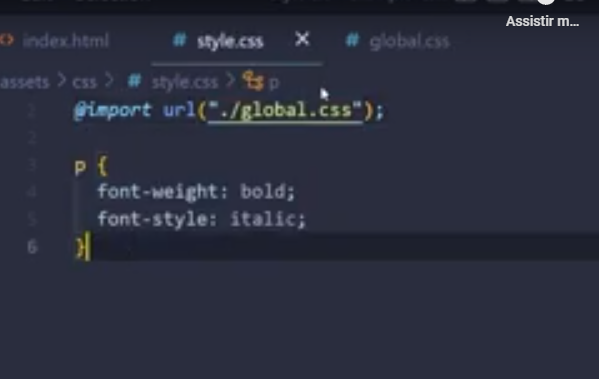 Assistir m...
index.html # style.css × # global.css
assets > css > # style.css > p
1 @import url("./global.css");
2
3 p {
4 font-weight: bold;
5 font-style: italic;
6 }